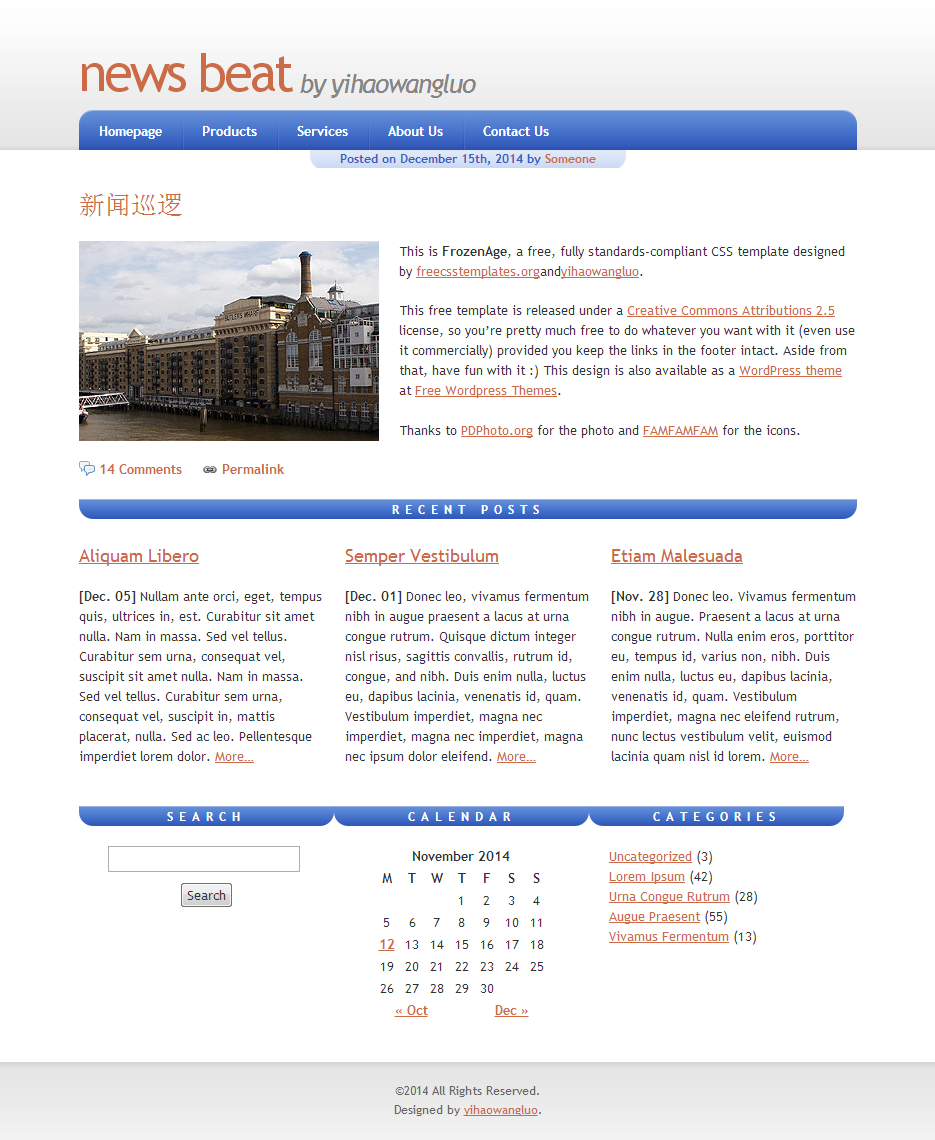 news beat by yihaowangluo
Homepage Products Services About Us Contact Us
Posted on December 15th, 2014 by Someone
新闻巡逻
BUTLERS WHARF
This is FrozenAge, a free, fully standards-compliant CSS template designed
by freecsstemplates.organdyihaowangluo.
This free template is released under a Creative Commons Attributions 2.5
license, so you're pretty much free to do whatever you want with it (even use
it commercially) provided you keep the links in the footer intact. Aside from
that, have fun with it :) This design is also available as a WordPress theme
at Free Wordpress Themes.
Thanks to PDPhoto.org for the photo and FAMFAMFAM for the icons.
14 Comments Permalink
RECENT POSTS
Aliquam Libero
[Dec. 05] Nullam ante orci, eget, tempus
quis, ultrices in, est. Curabitur sit amet
nulla. Nam in massa. Sed vel tellus.
Curabitur sem urna, consequat vel,
suscipit sit amet nulla. Nam in massa.
Sed vel tellus. Curabitur sem urna,
consequat vel, suscipit in, mattis
placerat, nulla. Sed ac leo. Pellentesque
imperdiet lorem dolor. More...
Semper Vestibulum
[Dec. 01] Donec leo, vivamus fermentum
nibh in augue praesent a lacus at urna
congue rutrum. Quisque dictum integer
nisl risus, sagittis convallis, rutrum id,
congue, and nibh. Duis enim nulla, luctus
eu, dapibus lacinia, venenatis id, quam.
Vestibulum imperdiet, magna nec
imperdiet, magna nec imperdiet, magna
nec ipsum dolor eleifend. More...
Etiam Malesuada
[Nov. 28] Donec leo. Vivamus fermentum
nibh in augue. Praesent a lacus at urna
congue rutrum. Nulla enim eros, porttitor
eu, tempus id, varius non, nibh. Duis
enim nulla, luctus eu, dapibus lacinia,
venenatis id, quam. Vestibulum
imperdiet, magna nec eleifend rutrum,
nunc lectus vestibulum velit, euismod
lacinia quam nisl id lorem. More...
SEARCH
Search
CALENDAR
November 2014
M T W T F S S
1 2 3 4
5 6 7 8 9 10 11
12 13 14 15 16 17 18
19 20 21 22 23 24 25
26 27 28 29 30
« Oct Dec »
CATEGORIES
Uncategorized (3)
Lorem Ipsum (42)
Urna Congue Rutrum (28)
Augue Praesent (55)
Vivamus Fermentum (13)
©2014 All Rights Reserved.
Designed by yihaowangluo.